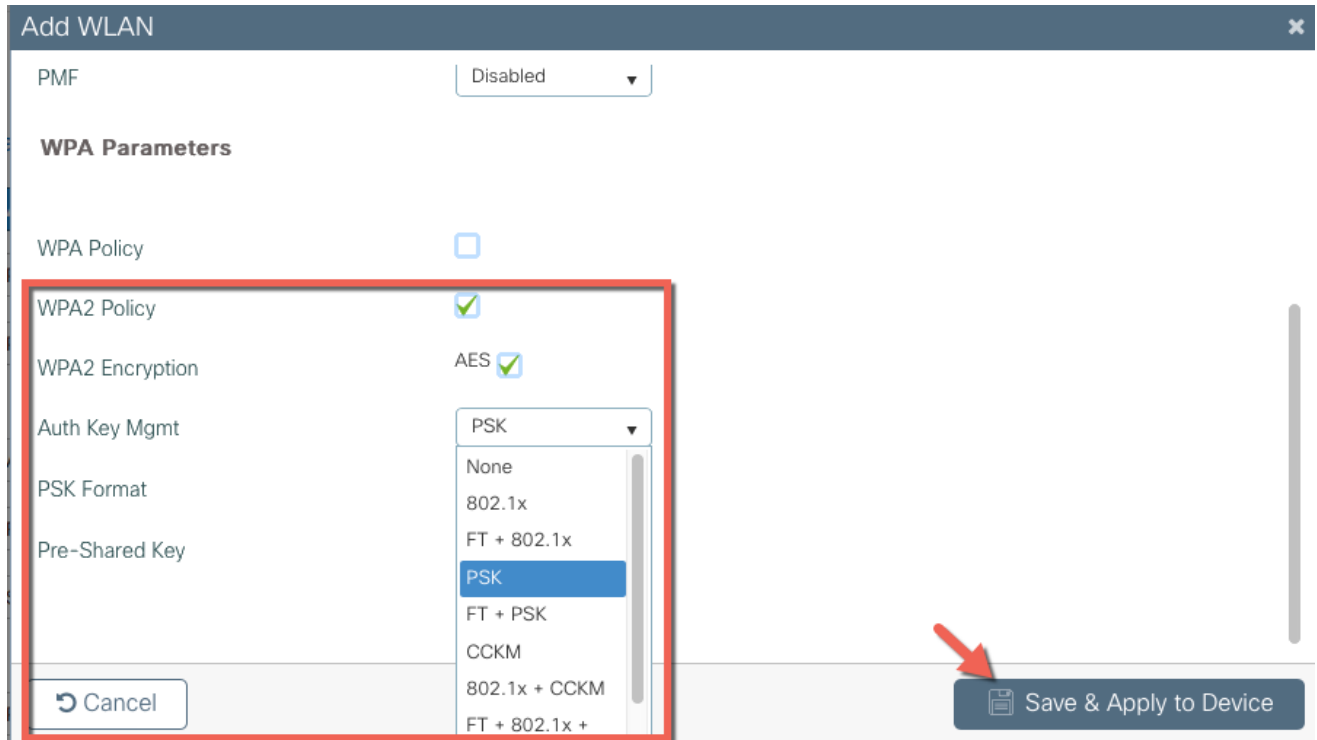 Add WLAN
PMF Disabled
WPA Parameters
WPA Policy
WPA2 Policy
WPA2 Encryption AES
Auth Key Mgmt PSK
None
PSK Format
802.1x
FT + 802.1x
Pre-Shared Key
PSK
FT + PSK
CCKM
802.1x + CCKM
FT + 802.1x +
Cancel
Save & Apply to Device